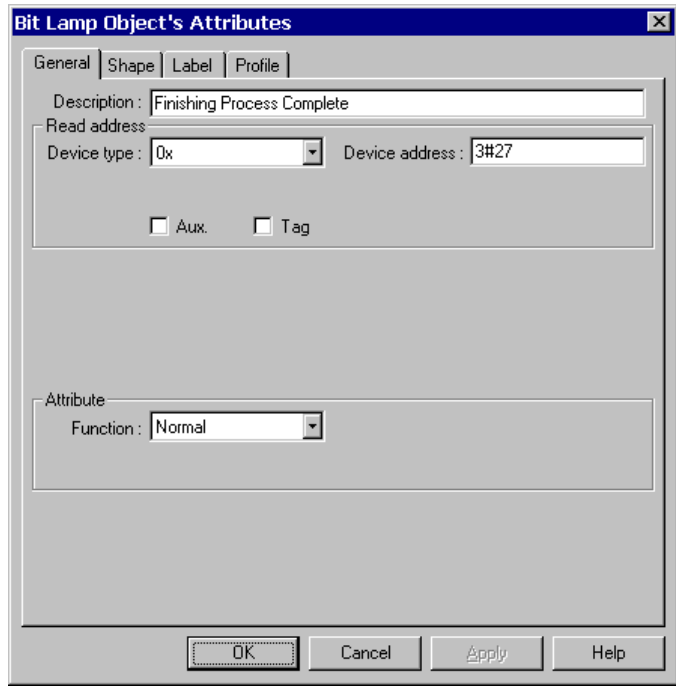 Bit Lamp Object's Attributes
General Shape Label Profile
Description : Finishing Process Complete
Read address
Device type : 0x Device address : 3#27
Aux. Tag
Attribute
Function : Normal
OK Cancel Apply Help